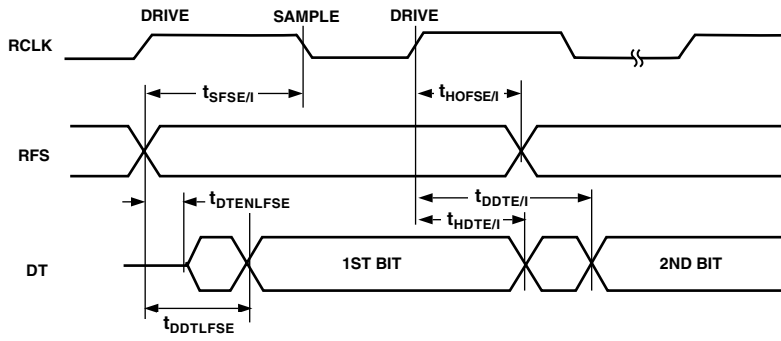 DRIVE SAMPLE DRIVE
RCLK
tSFSE/I tHOFSE/I
RFS
tDDTE/I
tDTENLFSE
tHDTE/I
DT 1ST BIT 2ND BIT
tDDTLFSE